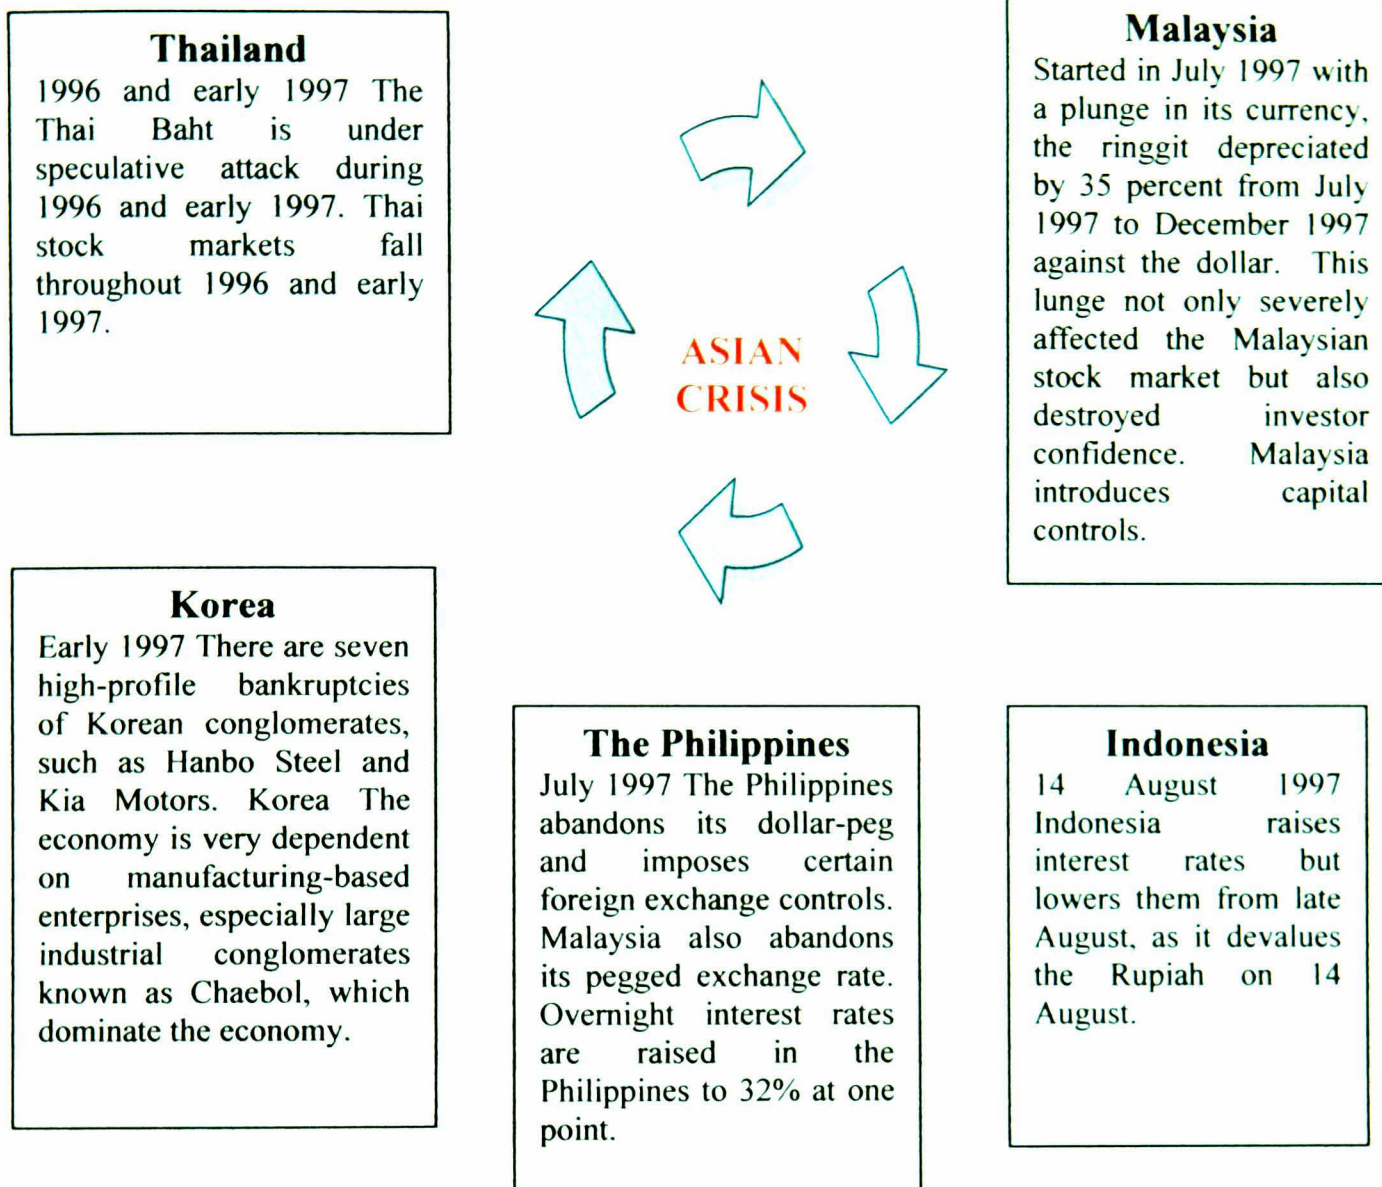 Thailand
1996 and early 1997 The
Thai Baht is under
speculative attack during
1996 and early 1997. Thai
stock markets fall
throughout 1996 and early
1997.
Malaysia
Started in July 1997 with
a plunge in its currency,
the ringgit depreciated
by 35 percent from July
1997 to December 1997
against the dollar. This
lunge not only severely
affected the Malaysian
stock market but also
destroyed investor
confidence. Malaysia
introduces capital
controls.
ASIAN
CRISIS
Korea
Early 1997 There are seven
high-profile bankruptcies
of Korean conglomerates,
such as Hanbo Steel and
Kia Motors. Korea The
economy is very dependent
on manufacturing-based
enterprises, especially large
industrial conglomerates
known as Chaebol, which
dominate the economy.
The Philippines
July 1997 The Philippines
abandons its dollar-peg
and imposes certain
foreign exchange controls.
Malaysia also abandons
its pegged exchange rate.
Overnight interest rates
are raised in the
Philippines to 32% at one
point.
Indonesia
14 August 1997
Indonesia raises
interest rates but
lowers them from late
August, as it devalues
the Rupiah on 14
August.